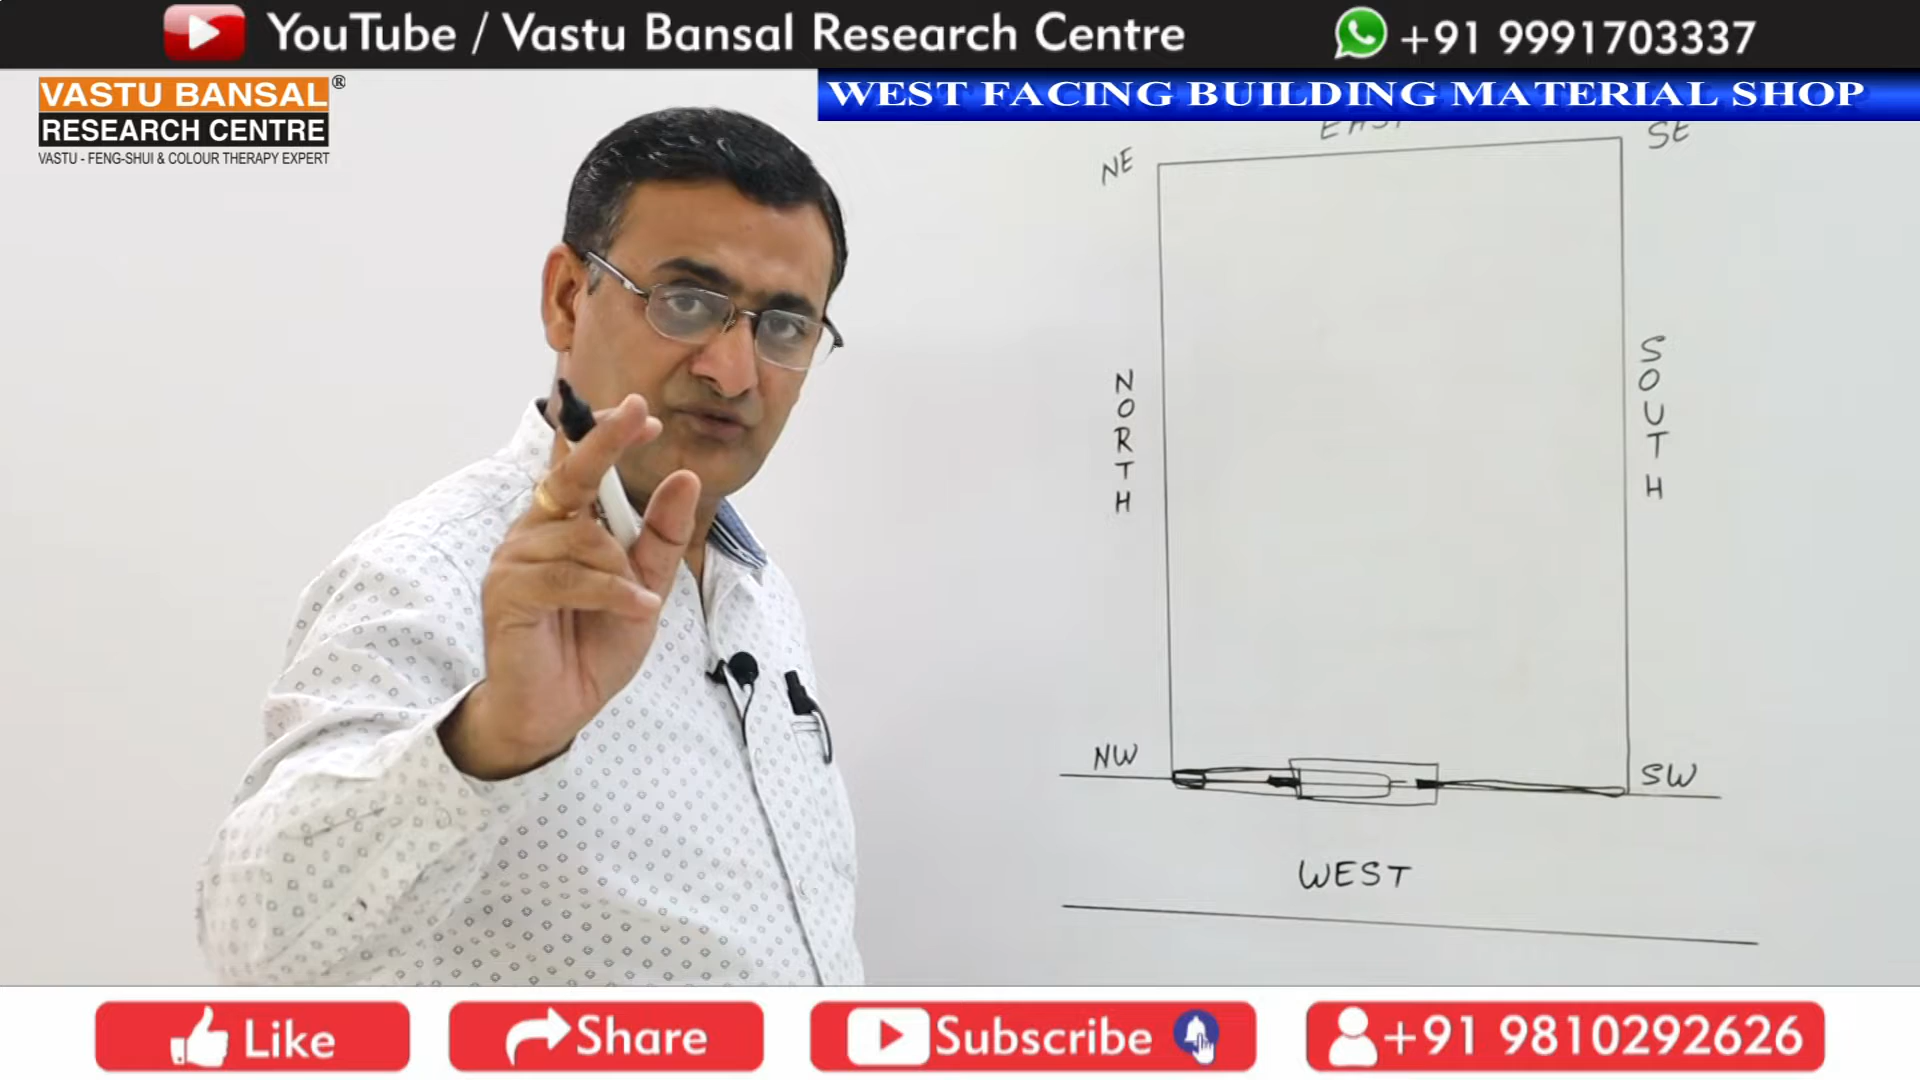 YouTube / Vastu Bansal Research Centre
+91 9991703337
VASTU BANSAL®
RESEARCH CENTRE
VASTU - FENG-SHUI & COLOUR THERAPY EXPERT
WEST FACING BUILDING MATERIAL SHOP
EAST
SE
NE
NORTH
SOUTH
NW
SW
WEST
Like
Share
Subscribe
+91 9810292626